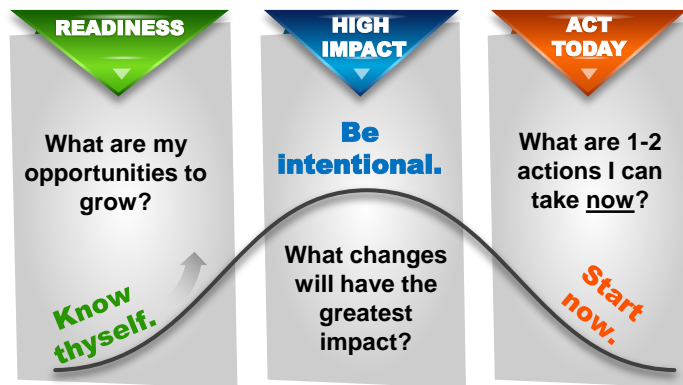 READINESS
What are my
opportunities to
grow?
Know
thyself.
HIGH
IMPACT
Be
intentional.
What changes
will have the
greatest
impact?
ACT
TODAY
What are 1-2
actions I can
take now?
Start
now.